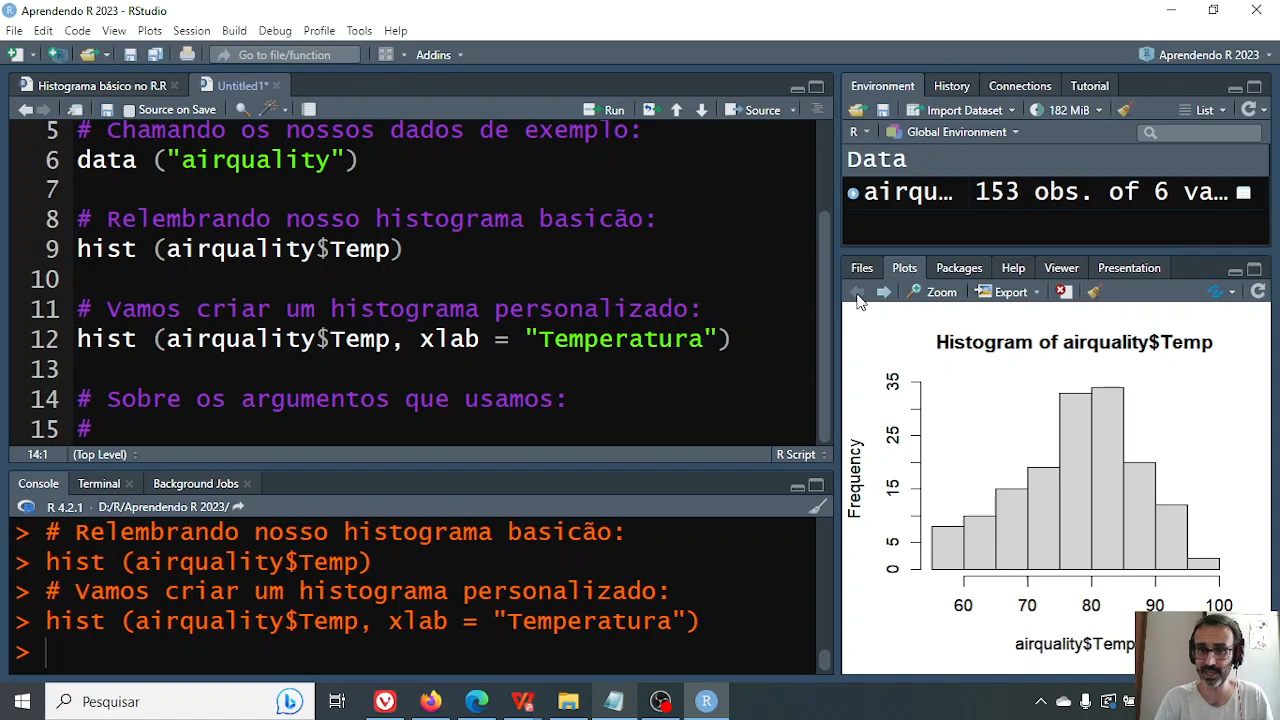 Aprendendo R 2023 - RStudio
File Edit Code View Plots Session Build Debug Profile Tools Help
Go to file/function Addins Aprendendo R 2023
Histograma básico no R.R Untitled1*
Source on Save Run Source
5 # Chamando os nossos dados de exemplo:
6 data ("airquality")
7
8 # Relembrando nosso histograma basicão:
9 hist (airquality$Temp)
10
11 # Vamos criar um histograma personalizado:
12 hist (airquality$Temp, xlab = "Temperatura")
13
14 # Sobre os argumentos que usamos:
15 #
14:1 (Top Level) R Script
Console Terminal Background Jobs
R 4.2.1 · D:/R/Aprendendo R 2023/
> # Relembrando nosso histograma basicão:
> hist (airquality$Temp)
> # Vamos criar um histograma personalizado:
> hist (airquality$Temp, xlab = "Temperatura")
>
Environment History Connections Tutorial
Import Dataset 182 MiB List
R Global Environment
Data
airqu... 153 obs. of 6 va...
Files Plots Packages Help Viewer Presentation
Zoom Export
Histogram of airquality$Temp
Frequency
35
25
15
5
0
60 70 80 90 100
airquality$Temp
Pesquisar